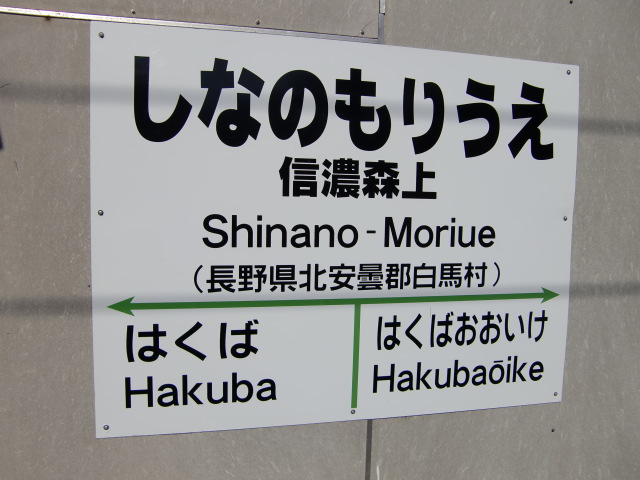 しなのもりうえ
信濃森上
Shinano-Moriue
（長野県北安曇郡白馬村）
はくば
Hakuba
はくばおおいけ
Hakubaōike